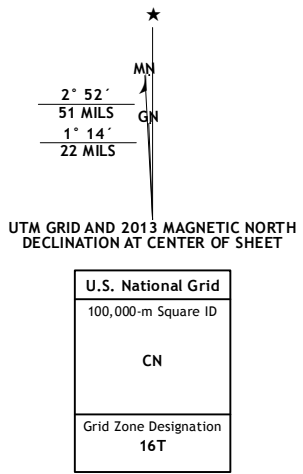 ★
MN
2° 52´
51 MILS
GN
1° 14´
22 MILS
UTM GRID AND 2013 MAGNETIC NORTH
DECLINATION AT CENTER OF SHEET
U.S. National Grid
100,000-m Square ID
CN
Grid Zone Designation
16T